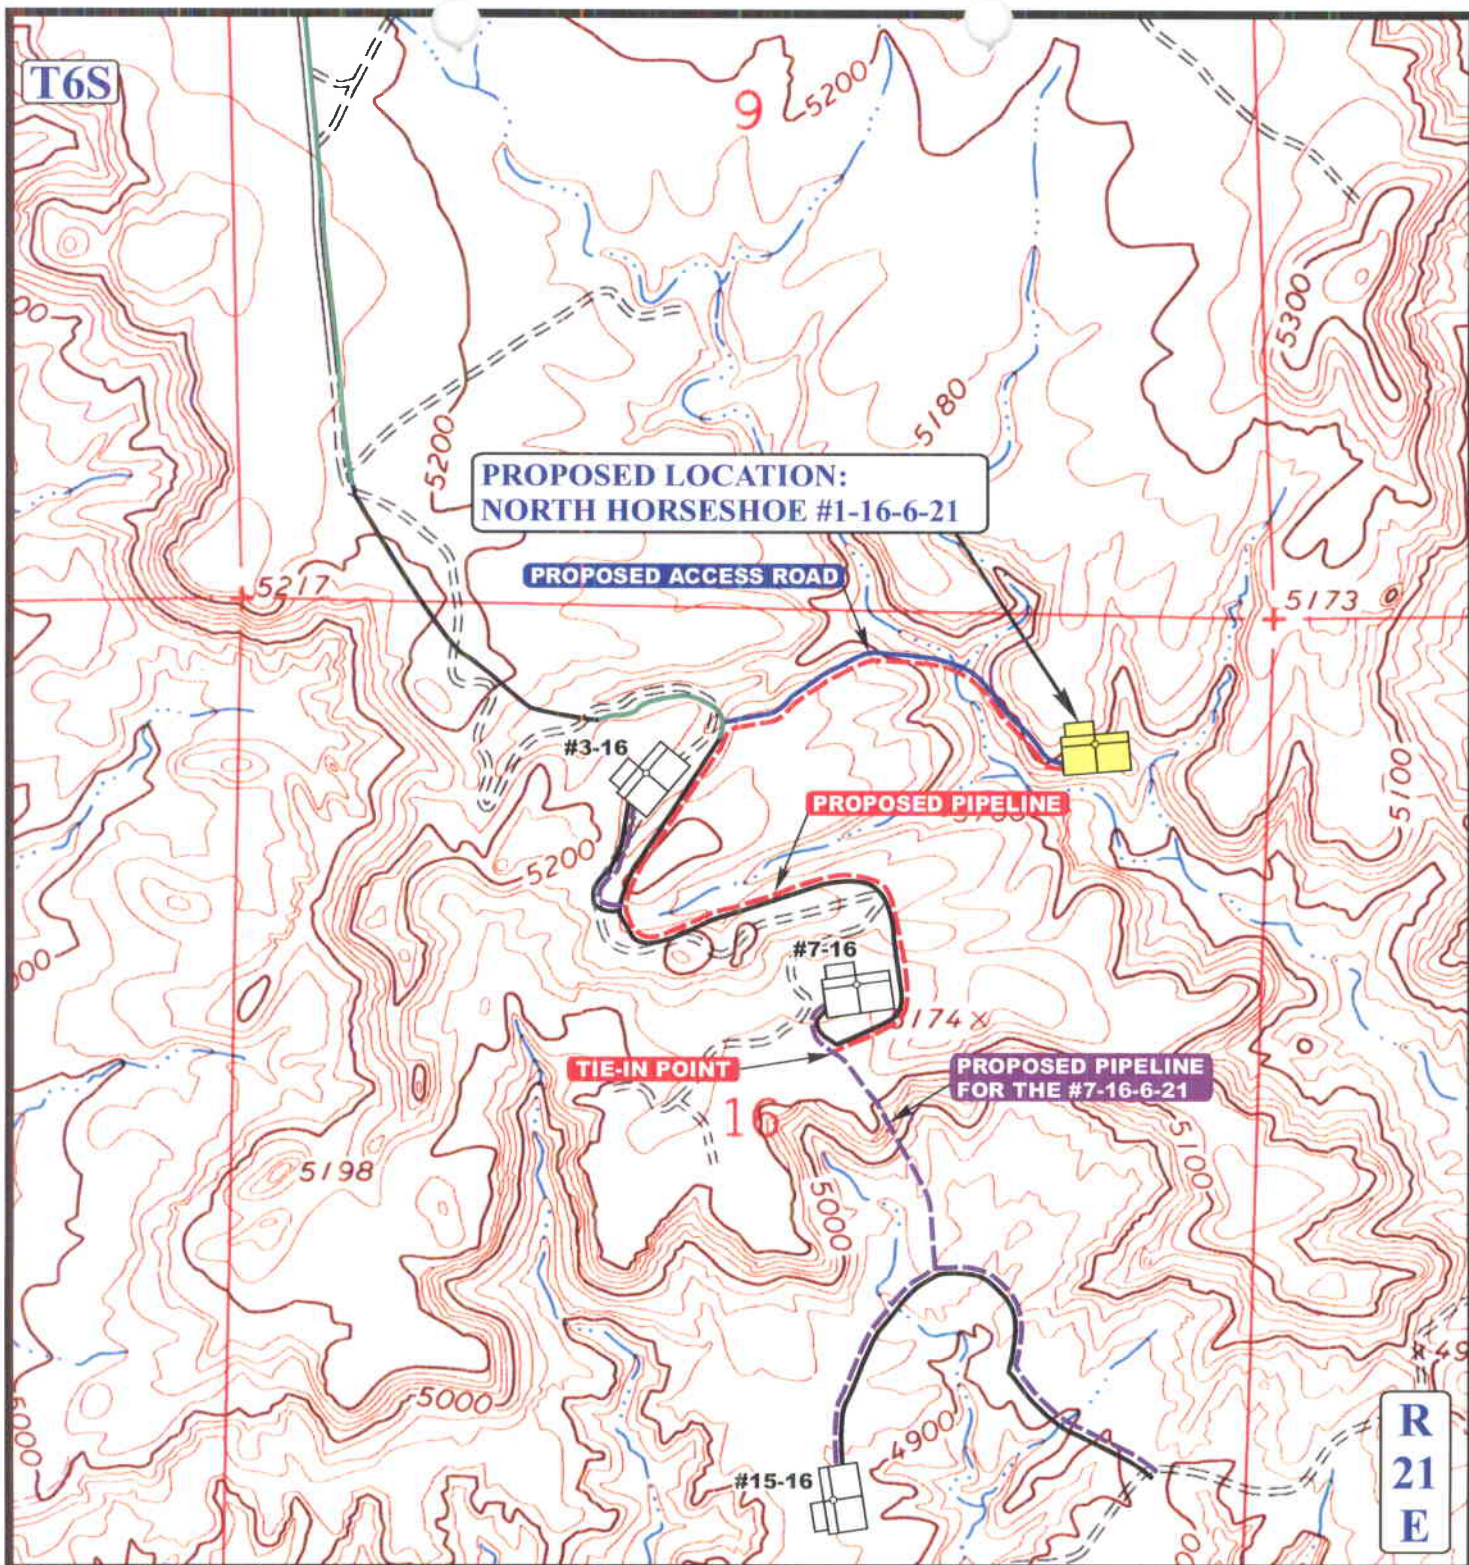 T6S
9
5200
5300
5180
5200
PROPOSED LOCATION:
NORTH HORSESHOE #1-16-6-21
PROPOSED ACCESS ROAD
5217
5173
#3-16
PROPOSED PIPELINE
5100
5200
#7-16
5174 X
TIE-IN POINT
PROPOSED PIPELINE
FOR THE #7-16-6-21
16
5100
5198
5000
5000
5000
4900
#15-16
R
21
E